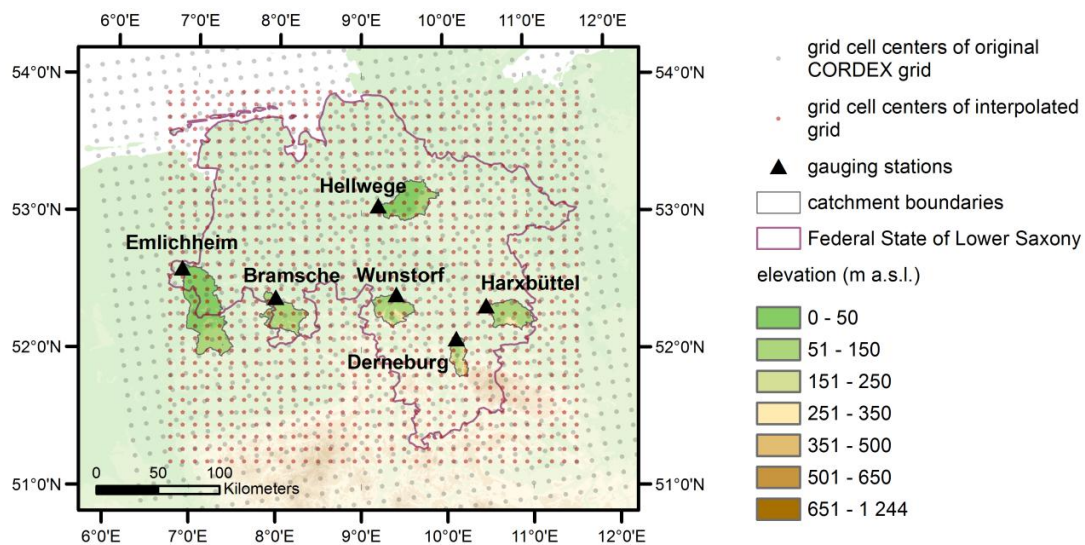 6°0'E 7°0'E 8°0'E 9°0'E 10°0'E 11°0'E 12°0'E
54°0'N 54°0'N
53°0'N 53°0'N
52°0'N 52°0'N
51°0'N 51°0'N
Hellwege
Emlichheim
Bramsche
Wunstorf
Harxbüttel
Derneburg
0 50 100
Kilometers
6°0'E 7°0'E 8°0'E 9°0'E 10°0'E 11°0'E 12°0'E
grid cell centers of original
CORDEX grid
grid cell centers of interpolated
grid
gauging stations
catchment boundaries
Federal State of Lower Saxony
elevation (m a.s.l.)
0 - 50
51 - 150
151 - 250
251 - 350
351 - 500
501 - 650
651 - 1 244